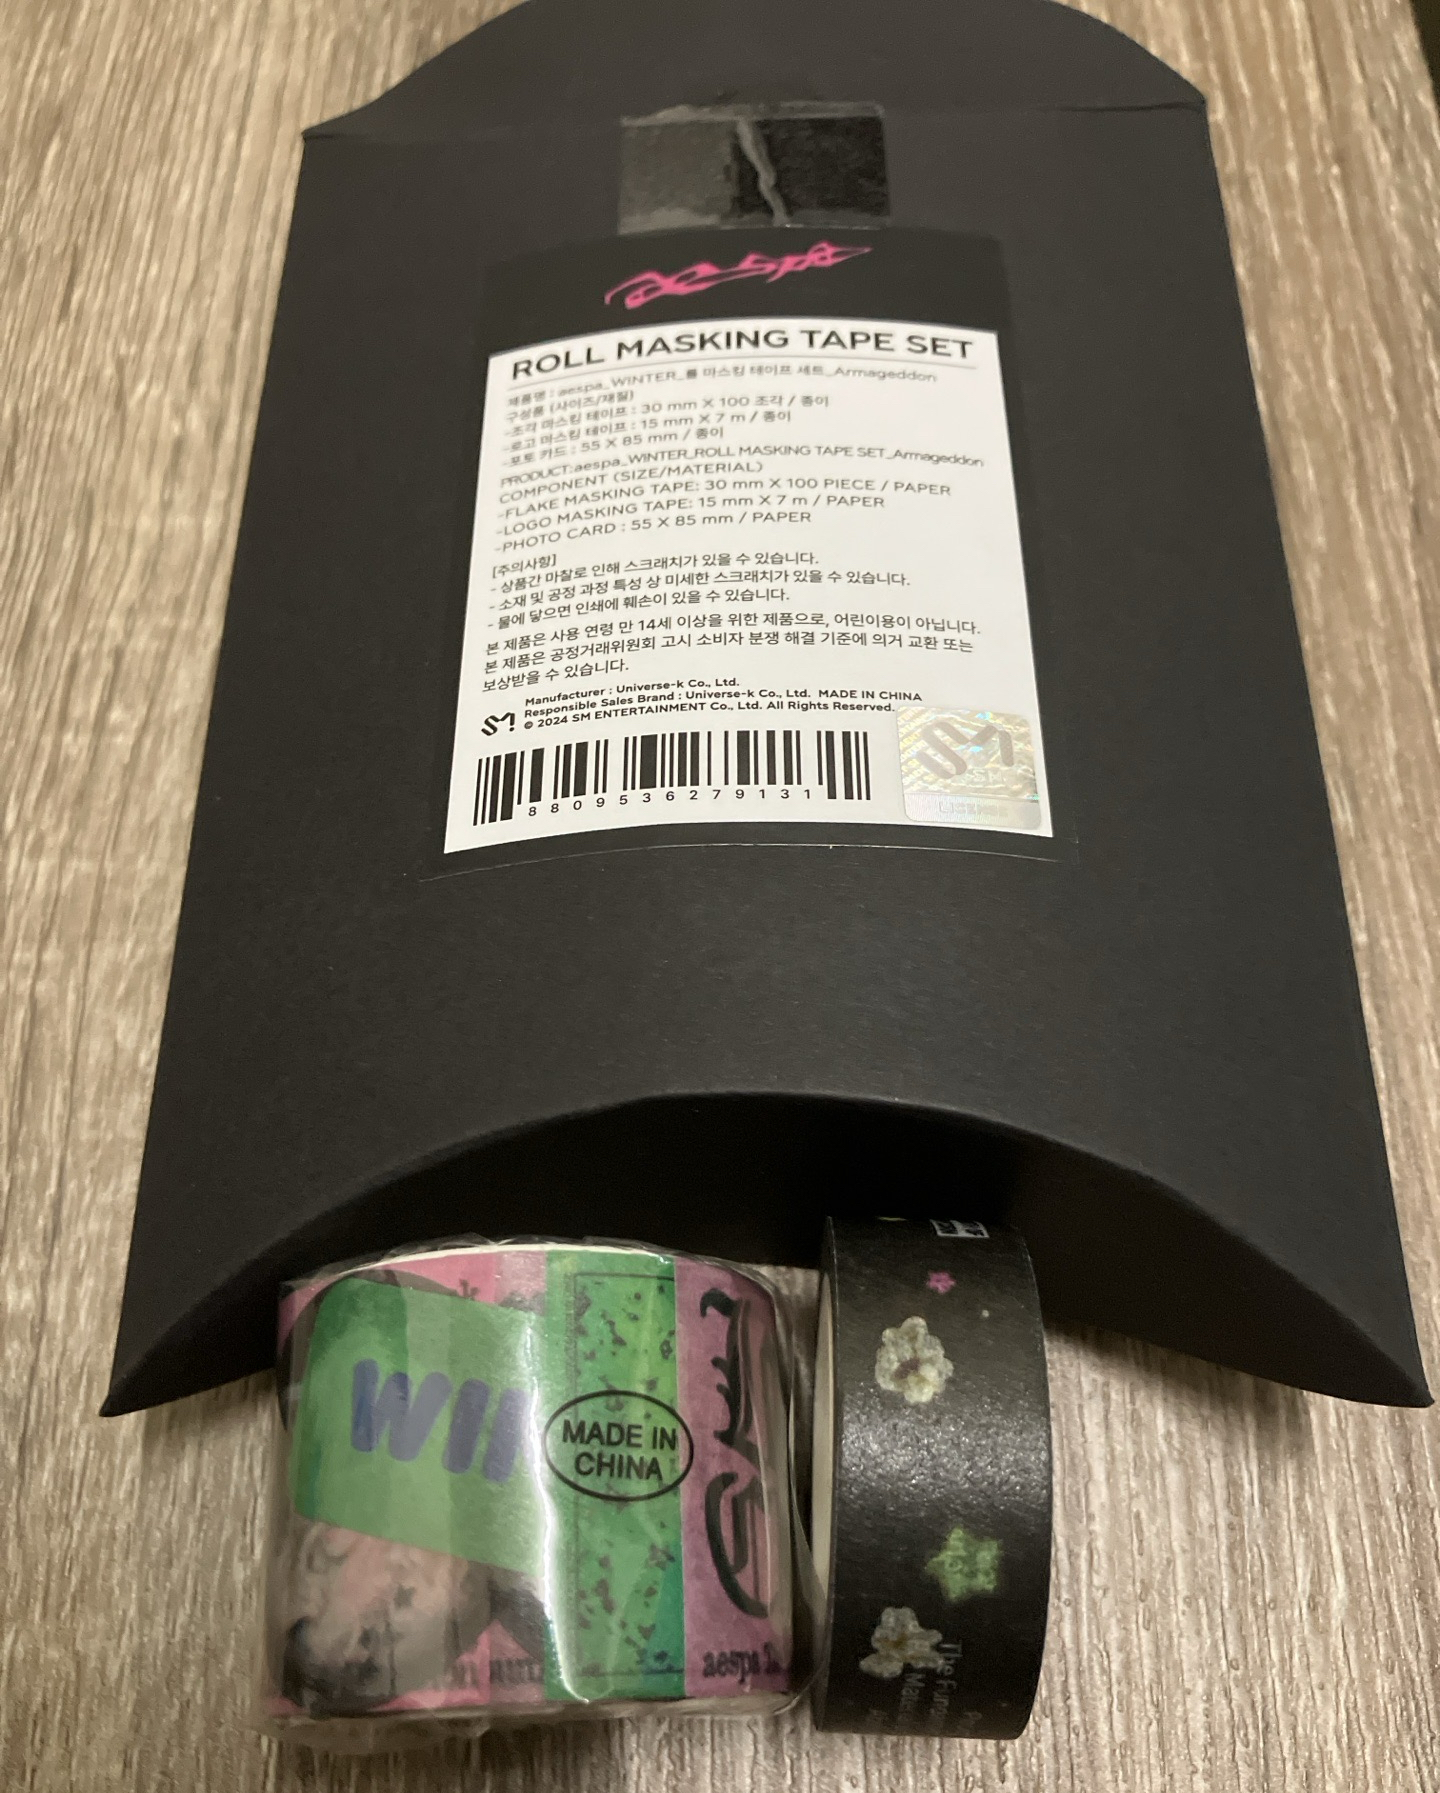 aespa
ROLL MASKING TAPE SET
제품명 : aespa_WINTER_롤 마스킹 테이프 세트_Armageddon
구성품 (사이즈/재질)
-조각 마스킹 테이프 : 30 mm X 100 조각 / 종이
-로고 마스킹 테이프 : 15 mm X 7 m / 종이
-포토 카드 : 55 X 85 mm / 종이
PRODUCT:aespa_WINTER_ROLL MASKING TAPE SET_Armageddon
COMPONENT (SIZE/MATERIAL)
-FLAKE MASKING TAPE: 30 mm X 100 PIECE / PAPER
-LOGO MASKING TAPE: 15 mm X 7 m / PAPER
-PHOTO CARD : 55 X 85 mm / PAPER
[주의사항]
- 상품간 마찰로 인해 스크래치가 있을 수 있습니다.
- 소재 및 공정 과정 특성 상 미세한 스크래치가 있을 수 있습니다.
- 물에 닿으면 인쇄에 훼손이 있을 수 있습니다.
본 제품은 사용 연령 만 14세 이상을 위한 제품으로, 어린이용이 아닙니다.
본 제품은 공정거래위원회 고시 소비자 분쟁 해결 기준에 의거 교환 또는
보상받을 수 있습니다.
Manufacturer : Universe-k Co., Ltd.
Responsible Sales Brand : Universe-k Co., Ltd. MADE IN CHINA
© 2024 SM ENTERTAINMENT Co., Ltd. All Rights Reserved.
SM
8809536279131
SM
WIN
MADE IN
CHINA
aespa
The